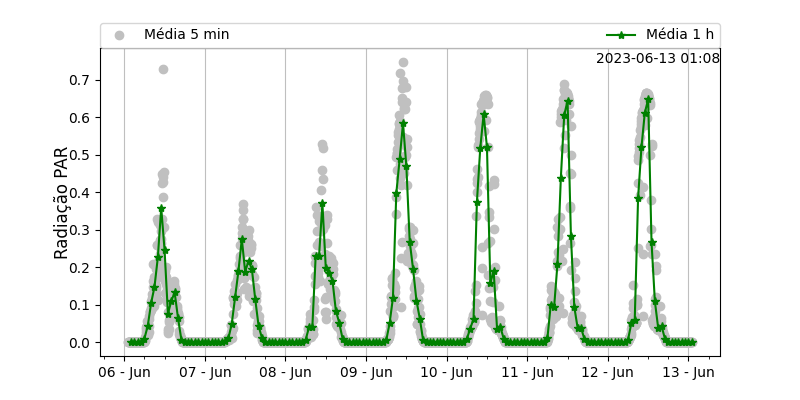 Média 5 min
Média 1 h
2023-06-13 01:08
Radiação PAR
0.7
0.6
0.5
0.4
0.3
0.2
0.1
0.0
06 - Jun
07 - Jun
08 - Jun
09 - Jun
10 - Jun
11 - Jun
12 - Jun
13 - Jun